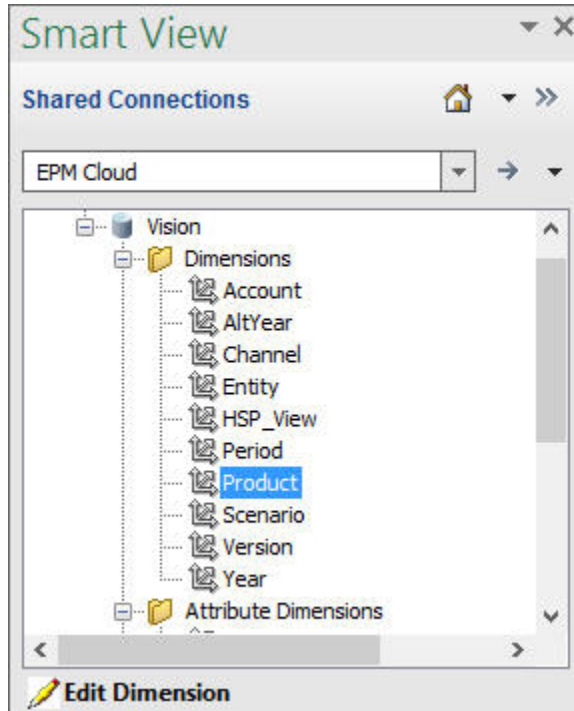 Smart View
Shared Connections
EPM Cloud
Vision
Dimensions
Account
AltYear
Channel
Entity
HSP_View
Period
Product
Scenario
Version
Year
Attribute Dimensions
Edit Dimension